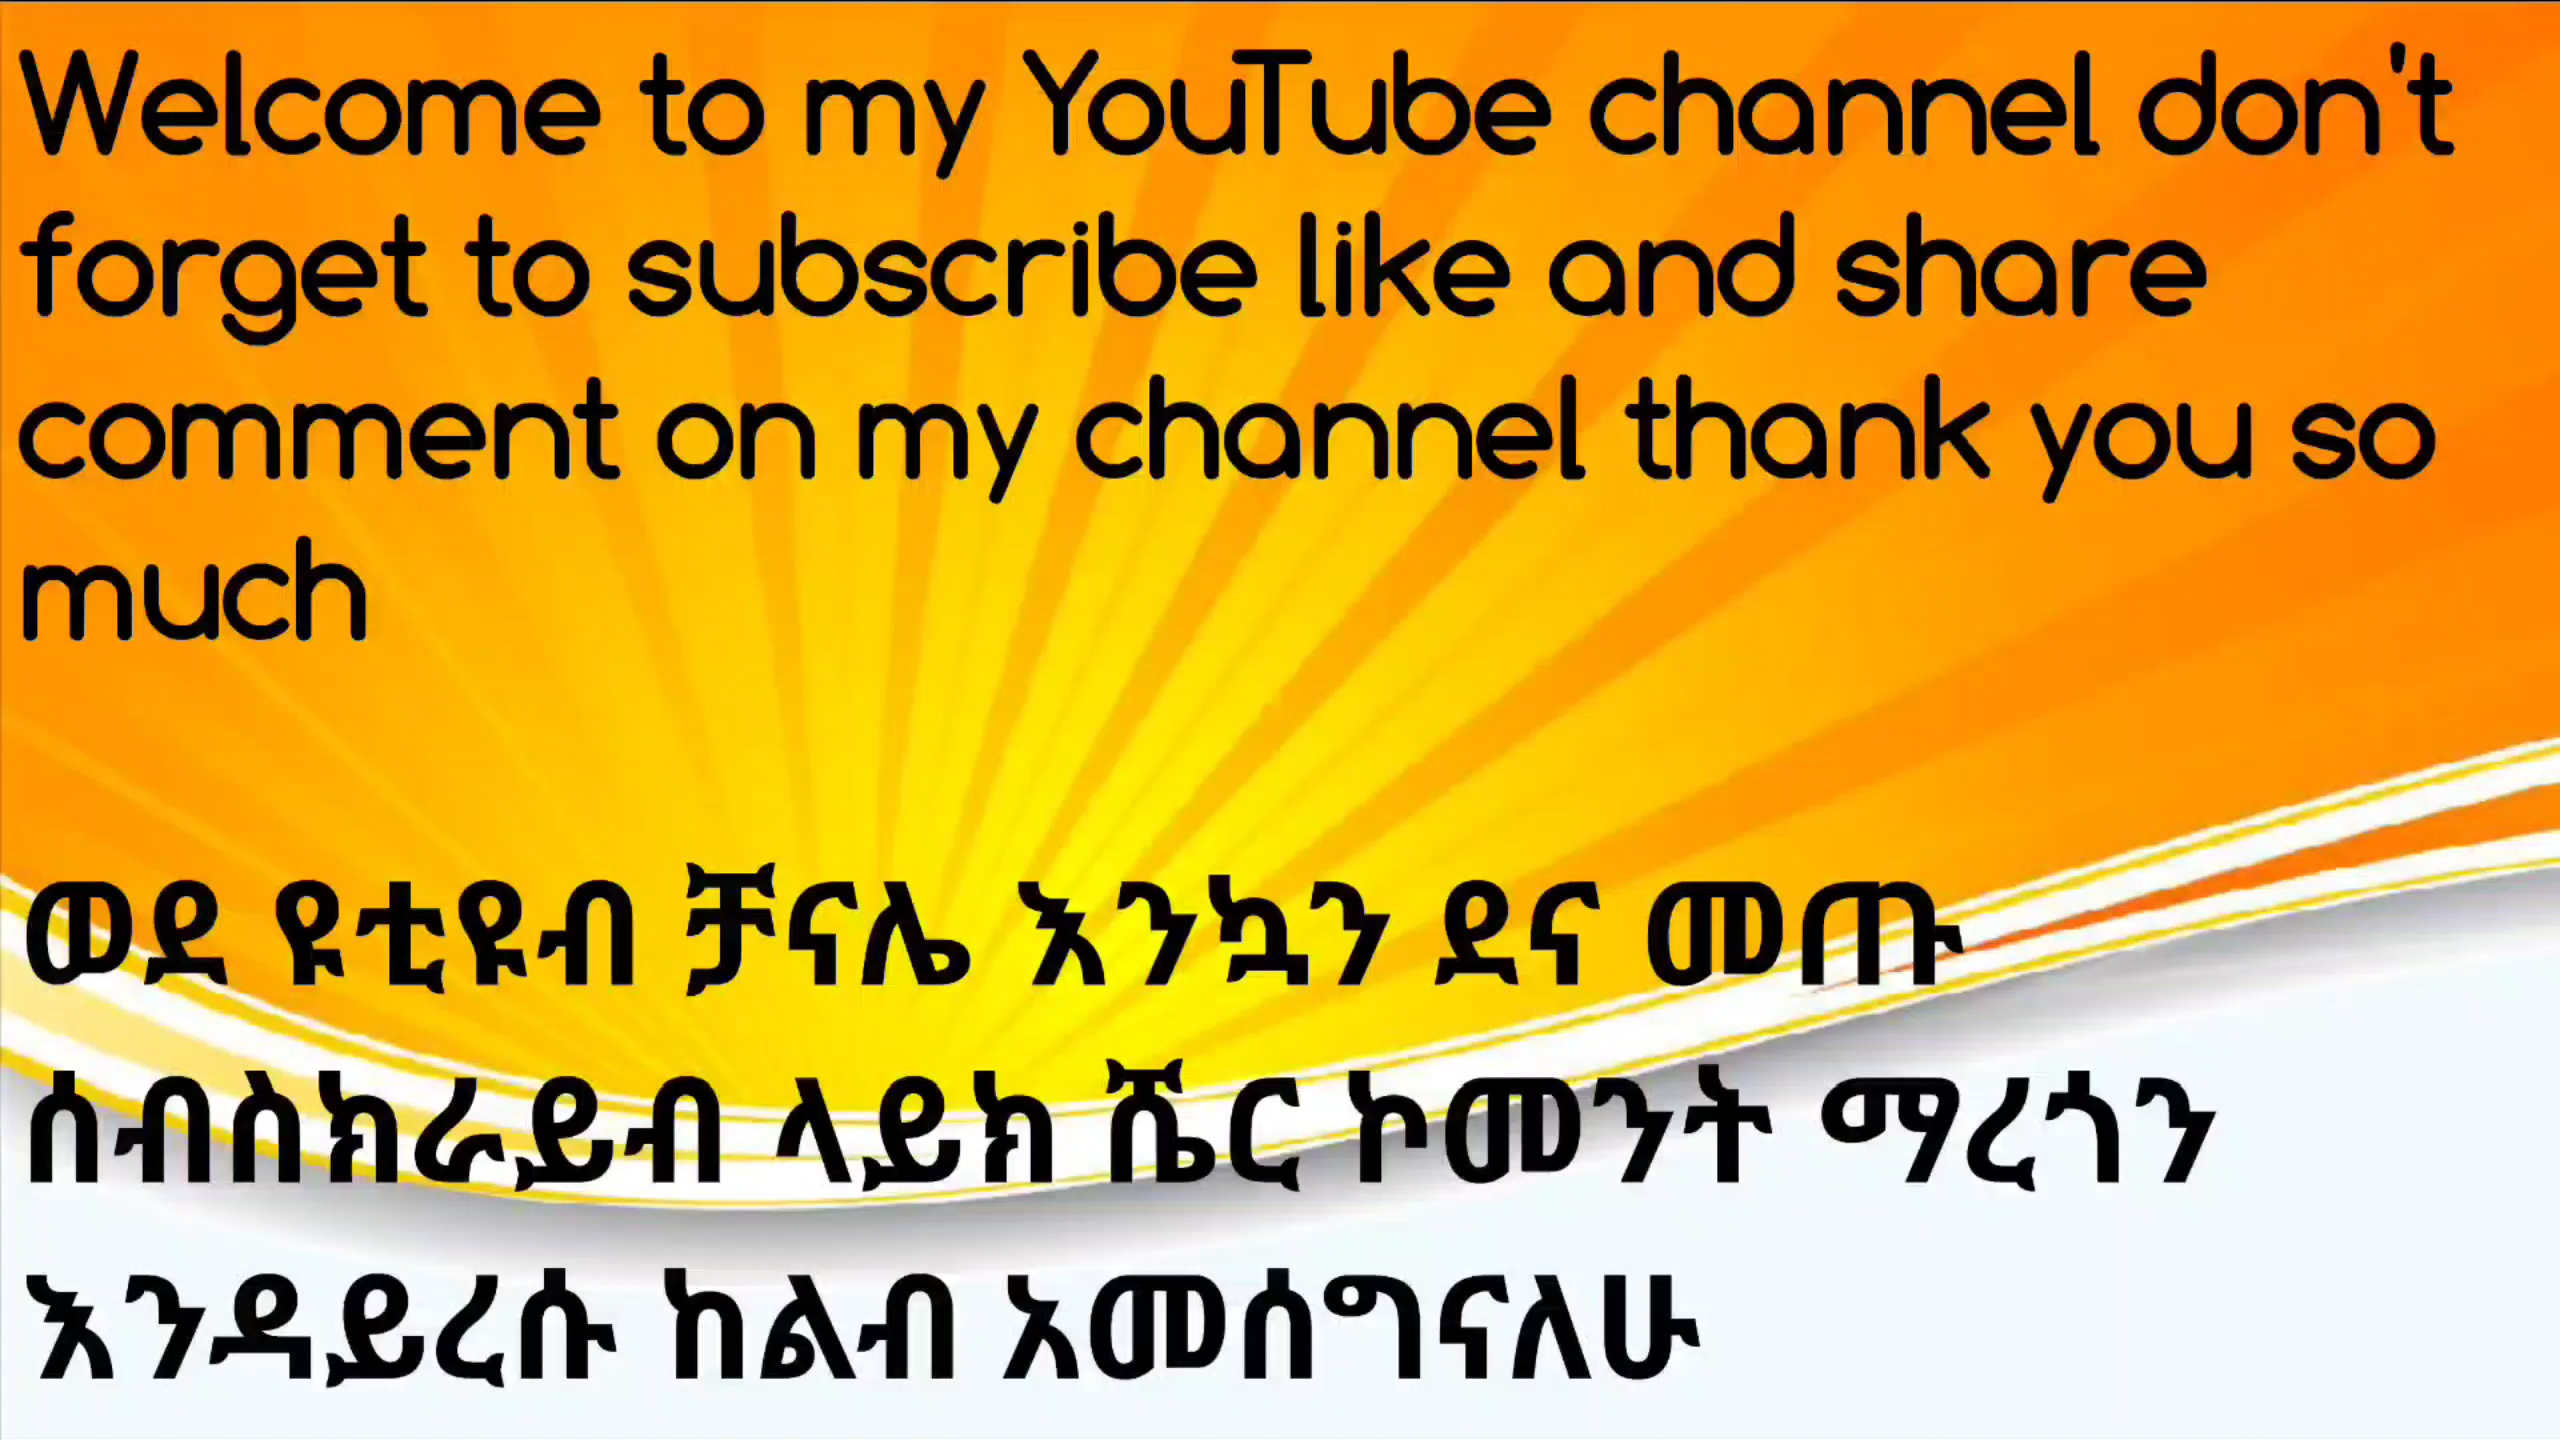 Welcome to my YouTube channel don't
forget to subscribe like and share
comment on my channel thank you so
much
ወደ ዩቲዩብ ቻናሌ እንኳን ደና መጡ
ሰብስክራይብ ላይክ ሼር ኮመንት ማረጎን
እንዳይረሱ ከልብ አመሰግናለሁ